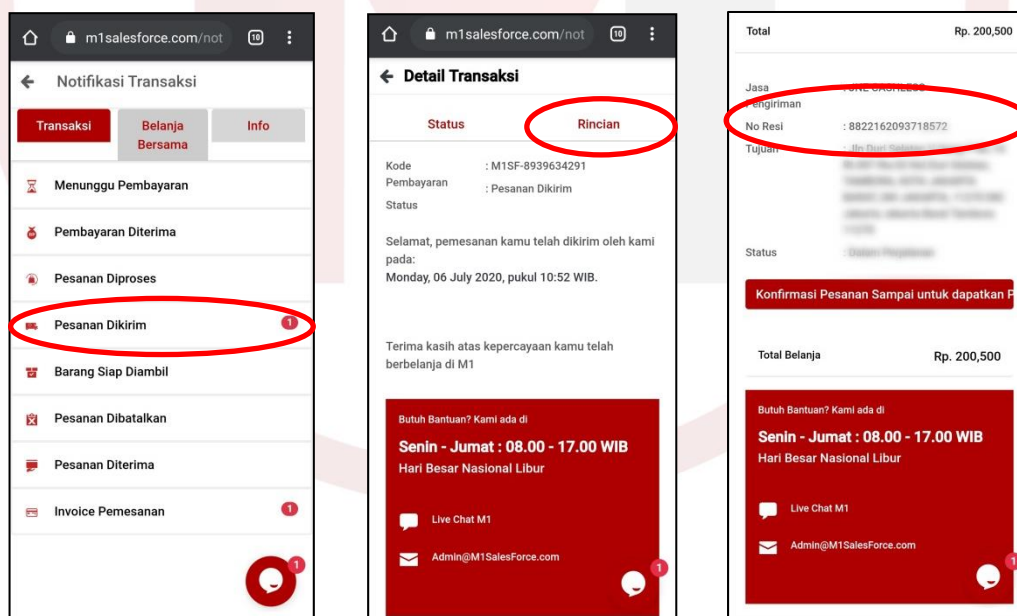 m1salesforce.com/not
10
Notifikasi Transaksi
Transaksi
Belanja
Bersama
Info
Menunggu Pembayaran
Pembayaran Diterima
Pesanan Diproses
Pesanan Dikirim
1
Barang Siap Diambil
Pesanan Dibatalkan
Pesanan Diterima
Invoice Pemesanan
1
1
m1salesforce.com/not
10
Detail Transaksi
Status
Rincian
Kode
Pembayaran
: M1SF-8939634291
Status
: Pesanan Dikirim
Selamat, pemesanan kamu telah dikirim oleh kami
pada:
Monday, 06 July 2020, pukul 10:52 WIB.
Terima kasih atas kepercayaan kamu telah
berbelanja di M1
Butuh Bantuan? Kami ada di
Senin - Jumat : 08.00 - 17.00 WIB
Hari Besar Nasional Libur
Live Chat M1
Admin@M1SalesForce.com
1
Total
Rp. 200,500
Jasa
Pengiriman
No Resi
: 8822162093718572
Tujuan
Status
Konfirmasi Pesanan Sampai untuk dapatkan P
Total Belanja
Rp. 200,500
Butuh Bantuan? Kami ada di
Senin - Jumat : 08.00 - 17.00 WIB
Hari Besar Nasional Libur
Live Chat M1
Admin@M1SalesForce.com
1